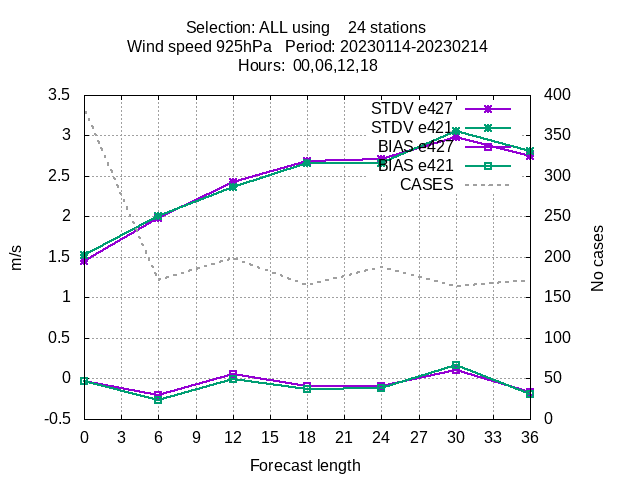 Selection: ALL using    24 stations
Wind speed 925hPa   Period: 20230114-20230214
Hours:  00,06,12,18
3.5
3
2.5
2
1.5
1
0.5
0
-0.5
m/s
STDV e427
STDV e421
BIAS e427
BIAS e421
CASES
400
350
300
250
200
150
100
50
0
No cases
0 3 6 9 12 15 18 21 24 27 30 33 36
Forecast length